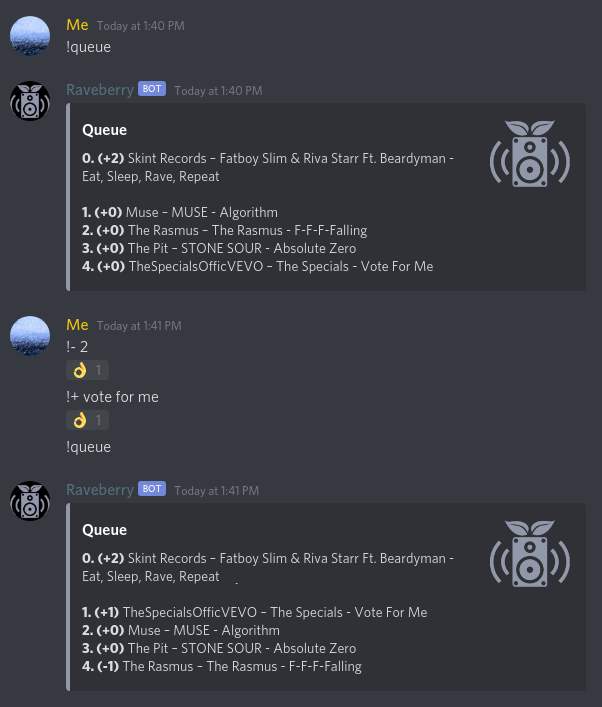 Me Today at 1:40 PM
!queue
Raveberry BOT Today at 1:40 PM
Queue
0. (+2) Skint Records – Fatboy Slim & Riva Starr Ft. Beardyman -
Eat, Sleep, Rave, Repeat
1. (+0) Muse – MUSE - Algorithm
2. (+0) The Rasmus – The Rasmus - F-F-F-Falling
3. (+0) The Pit – STONE SOUR - Absolute Zero
4. (+0) TheSpecialsOfficVEVO – The Specials - Vote For Me
Me Today at 1:41 PM
!- 2
👌 1
!+ vote for me
👌 1
!queue
Raveberry BOT Today at 1:41 PM
Queue
0. (+2) Skint Records – Fatboy Slim & Riva Starr Ft. Beardyman -
Eat, Sleep, Rave, Repeat
1. (+1) TheSpecialsOfficVEVO – The Specials - Vote For Me
2. (+0) Muse – MUSE - Algorithm
3. (+0) The Pit – STONE SOUR - Absolute Zero
4. (-1) The Rasmus – The Rasmus - F-F-F-Falling